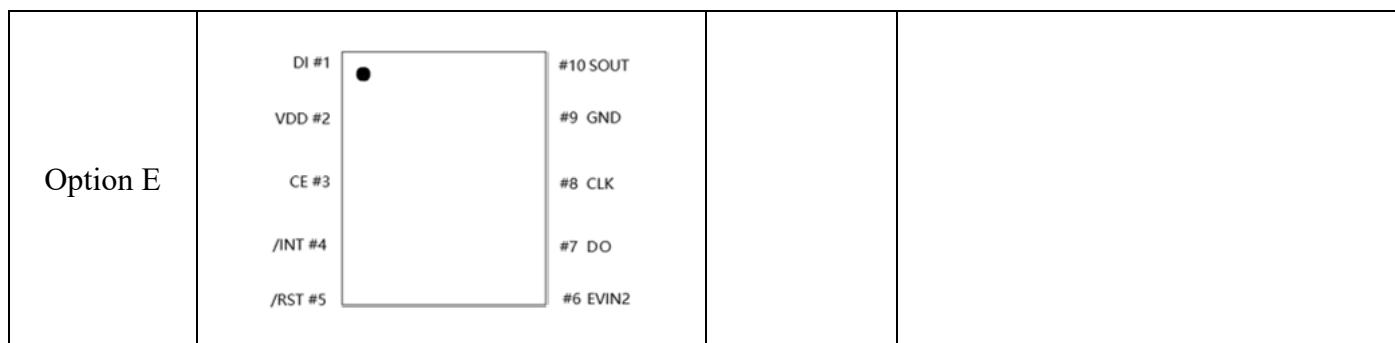 DI #1
#10 SOUT
VDD #2
#9 GND
Option E
CE #3
#8 CLK
/INT #4
#7 DO
/RST #5
#6 EVIN2